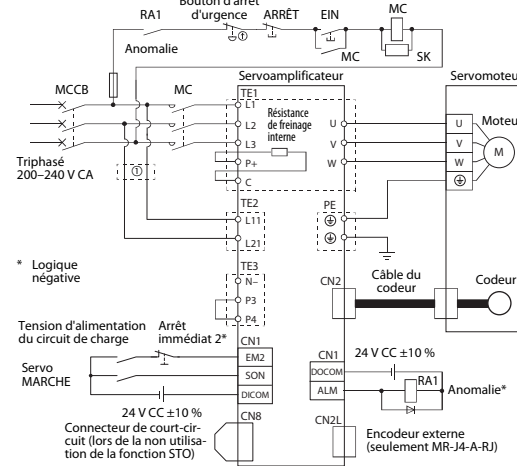 Bouton d'arrêt
d'urgence
RA1
ARRÊT
EIN
MC
Anomalie
MC
SK
MCCB
MC
Servoamplificateur
Servomoteu
TE1
L1
L2
L3
P+
C
Résistance
de freinage
interne
U
V
W
U
V
W
Moteu
M
Triphasé
200–240 V CA
①
TE2
L11
L21
PE
* Logique
négative
TE3
N–
P3
P4
CN2
Câble du
codeur
Codeur
Tension d'alimentation
du circuit de charge
Arrêt
immédiat 2*
Servo
MARCHE
CN1
EM2
SON
DICOM
24 V CC ±10 %
CN1
DOCOM
ALM
24 V CC ±10 %
RA1
Anomalie*
Connecteur de court-cir-
cuit (lors de la non utilisa-
tion de la fonction STO)
CN8
CN2L
Encodeur externe
(seulement MR-J4-A-RJ)